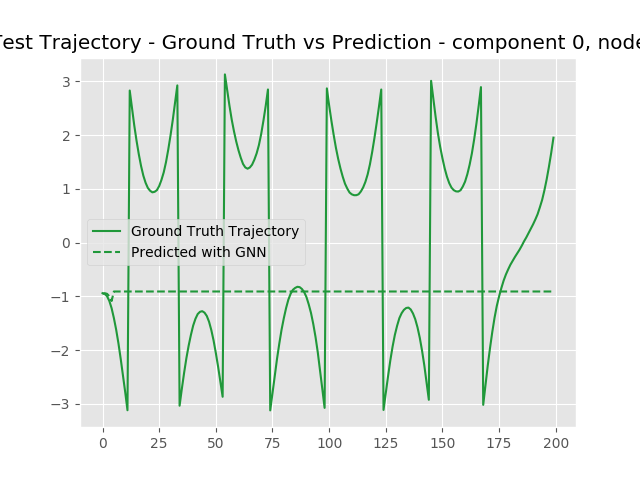 Test Trajectory - Ground Truth vs Prediction - component 0, node
3
2
1
0
−1
−2
−3
Ground Truth Trajectory
Predicted with GNN
0 25 50 75 100 125 150 175 200